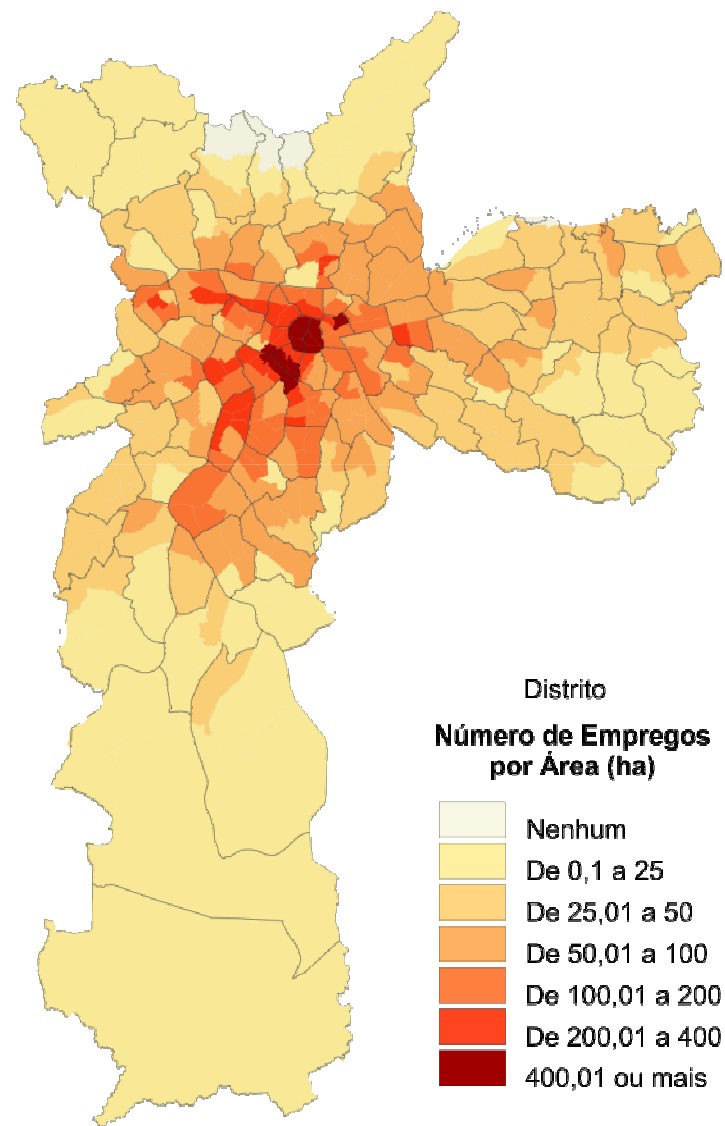 Distrito
Número de Empregos
por Área (ha)
Nenhum
De 0,1 a 25
De 25,01 a 50
De 50,01 a 100
De 100,01 a 200
De 200,01 a 400
400,01 ou mais